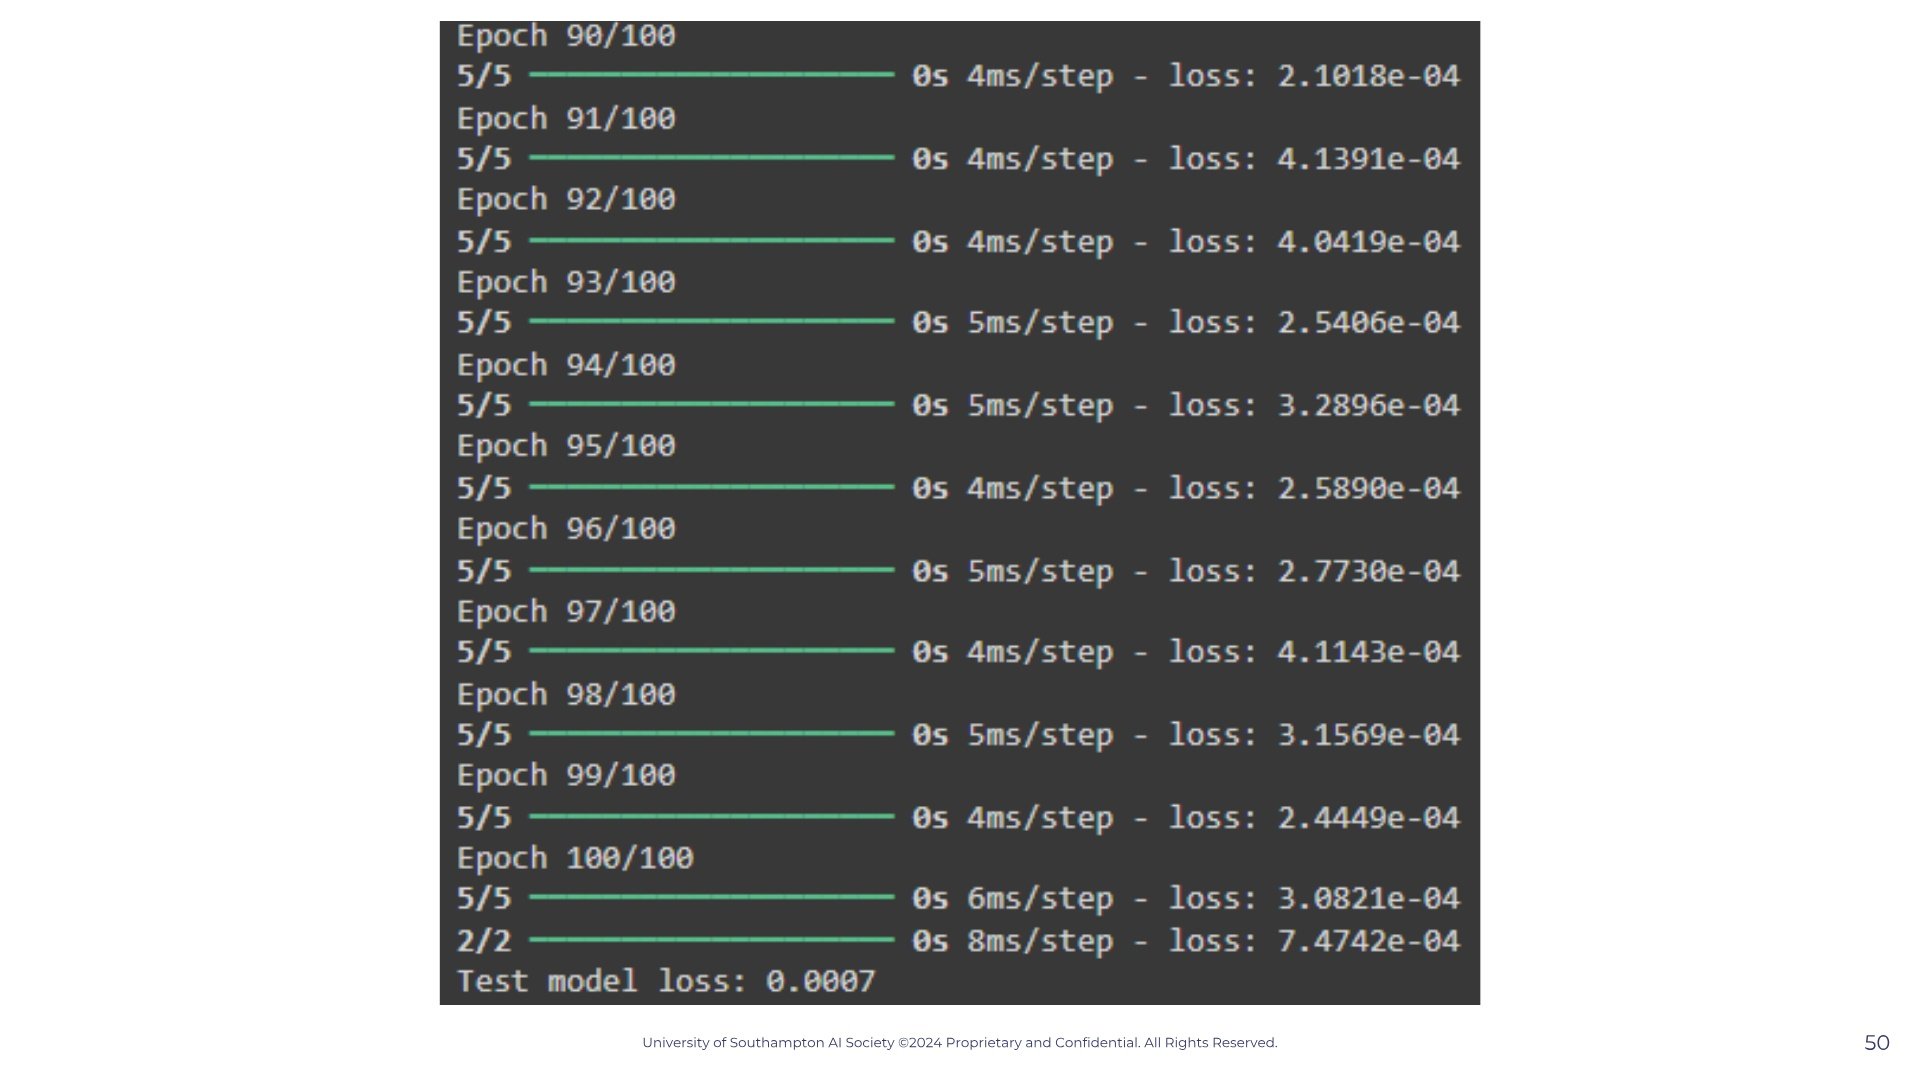 Epoch 90/100
5/5 ━━━━━━━━━━━━━━━━━━━━ 0s 4ms/step - loss: 2.1018e-04
Epoch 91/100
5/5 ━━━━━━━━━━━━━━━━━━━━ 0s 4ms/step - loss: 4.1391e-04
Epoch 92/100
5/5 ━━━━━━━━━━━━━━━━━━━━ 0s 4ms/step - loss: 4.0419e-04
Epoch 93/100
5/5 ━━━━━━━━━━━━━━━━━━━━ 0s 5ms/step - loss: 2.5406e-04
Epoch 94/100
5/5 ━━━━━━━━━━━━━━━━━━━━ 0s 5ms/step - loss: 3.2896e-04
Epoch 95/100
5/5 ━━━━━━━━━━━━━━━━━━━━ 0s 4ms/step - loss: 2.5890e-04
Epoch 96/100
5/5 ━━━━━━━━━━━━━━━━━━━━ 0s 5ms/step - loss: 2.7730e-04
Epoch 97/100
5/5 ━━━━━━━━━━━━━━━━━━━━ 0s 4ms/step - loss: 4.1143e-04
Epoch 98/100
5/5 ━━━━━━━━━━━━━━━━━━━━ 0s 5ms/step - loss: 3.1569e-04
Epoch 99/100
5/5 ━━━━━━━━━━━━━━━━━━━━ 0s 4ms/step - loss: 2.4449e-04
Epoch 100/100
5/5 ━━━━━━━━━━━━━━━━━━━━ 0s 6ms/step - loss: 3.0821e-04
2/2 ━━━━━━━━━━━━━━━━━━━━ 0s 8ms/step - loss: 7.4742e-04
Test model loss: 0.0007
University of Southampton AI Society ©2024 Proprietary and Confidential. All Rights Reserved.
50